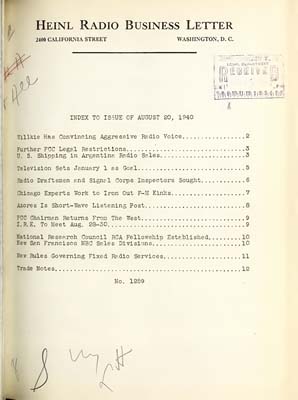 HEINL RADIO BUSINESS LETTER
2400 CALIFORNIA STREET WASHINGTON, D. C.
RECEIVED
INDEX TO ISSUE OF AUGUST 20, 1940
Willkie Has Convincing Aggressive Radio Voice...............2
Further FCC Legal Restrictions..............................3
U. S. Shipping in Argentine Radio Sales.....................3
Television Sets January 1 as Goal...........................5
Radio Draftsmen and Signal Corps Inspectors Sought..........6
Chicago Experts Work to Iron Out F-M Kinks..................7
Azores Is Short-Wave Listening Post.........................8
FCC Chairman Returns From The West..........................9
I.R.E. To Meet Aug. 28-30...................................9
National Research Council RCA Fellowship Established.......10
New San Francisco NBC Sales Divisions......................10
New Rules Governing Fixed Radio Services...................11
Trade Notes................................................12
No. 1259